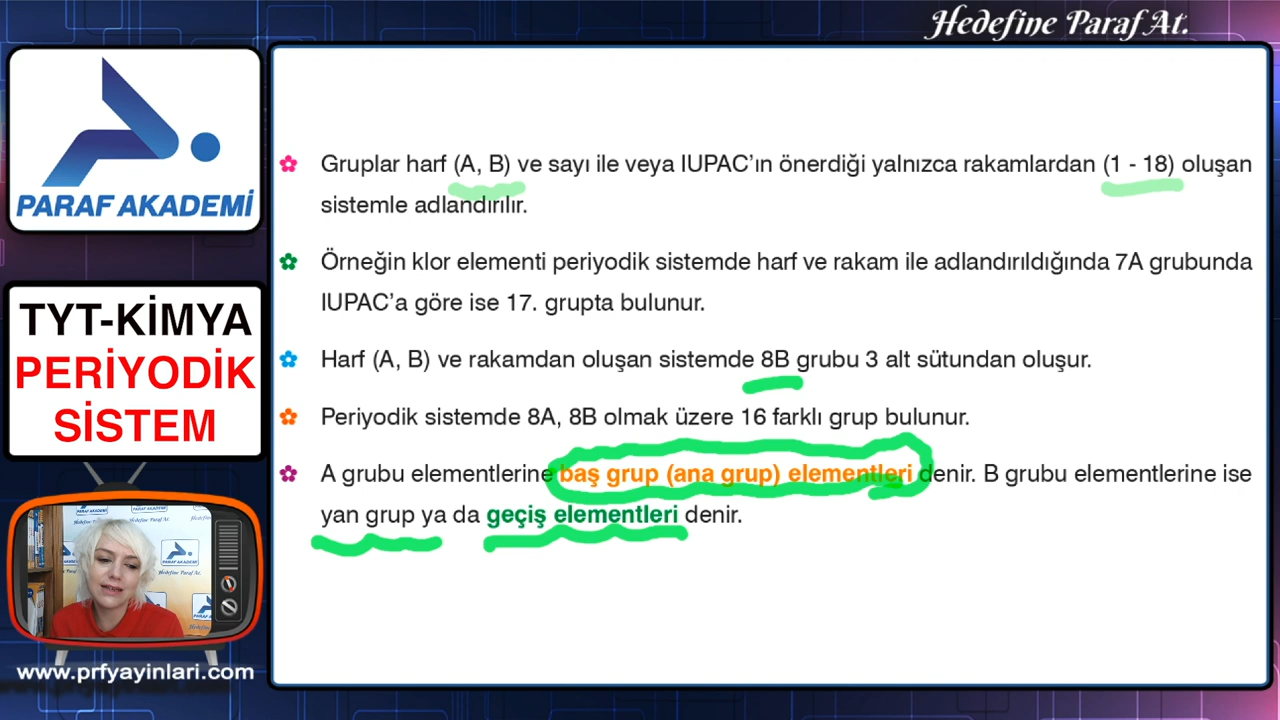 Hedefine Paraf At.
PARAF AKADEMİ
TYT-KİMYA
PERİYODİK
SİSTEM
www.prfyayinlari.com
Gruplar harf (A, B) ve sayı ile veya IUPAC’ın önerdiği yalnızca rakamlardan (1 - 18) oluşan
sistemle adlandırılır.
Örneğin klor elementi periyodik sistemde harf ve rakam ile adlandırıldığında 7A grubunda
IUPAC’a göre ise 17. grupta bulunur.
Harf (A, B) ve rakamdan oluşan sistemde 8B grubu 3 alt sütundan oluşur.
Periyodik sistemde 8A, 8B olmak üzere 16 farklı grup bulunur.
A grubu elementlerine baş grup (ana grup) elementleri denir. B grubu elementlerine ise
yan grup ya da geçiş elementleri denir.